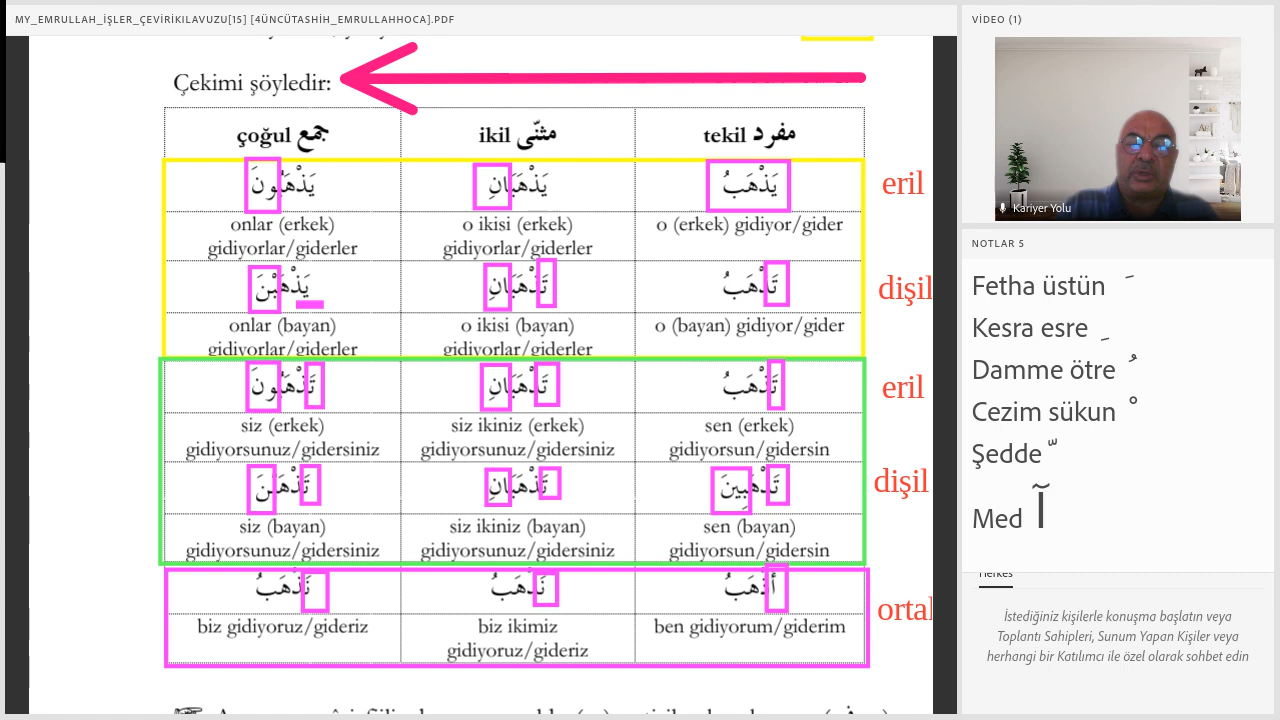 MY_EMRULLAH_İŞLER_ÇEVİRİKILAVUZU[15] [4ÜNCÜTASHİH_EMRULLAHHOCA].PDF
Çekimi şöyledir:
çoğul جمع ikil مثنّى tekil مفرد
يَذْهَبُونَ يَذْهَبَانِ يَذْهَبُ eril
onlar (erkek) o ikisi (erkek) o (erkek) gidiyor/gider
gidiyorlar/giderler gidiyorlar/giderler
يَذْهَبْنَ تَذْهَبَانِ تَذْهَبُ dişil
onlar (bayan) o ikisi (bayan) o (bayan) gidiyor/gider
gidiyorlar/giderler gidiyorlar/giderler
تَذْهَبُونَ تَذْهَبَانِ تَذْهَبُ eril
siz (erkek) siz ikiniz (erkek) sen (erkek)
gidiyorsunuz/gidersiniz gidiyorsunuz/gidersiniz gidiyorsun/gidersin
تَذْهَبْنَ تَذْهَبَانِ تَذْهَبِينَ dişil
siz (bayan) siz ikiniz (bayan) sen (bayan)
gidiyorsunuz/gidersiniz gidiyorsunuz/gidersiniz gidiyorsun/gidersin
نَذْهَبُ نَذْهَبُ أَذْهَبُ ortal
biz gidiyoruz/gideriz biz ikimiz ben gidiyorum/giderim
gidiyoruz/gideriz
VİDEO (1)
Kariyer Yolu
NOTLAR 5
Fetha üstün َ
Kesra esre ِ
Damme ötre ُ
Cezim sükun ْ
Şedde ّ
Med آ
Herkes
İstediğiniz kişilerle konuşma başlatın veya
Toplantı Sahipleri, Sunum Yapan Kişiler veya
herhangi bir Katılımcı ile özel olarak sohbet edin